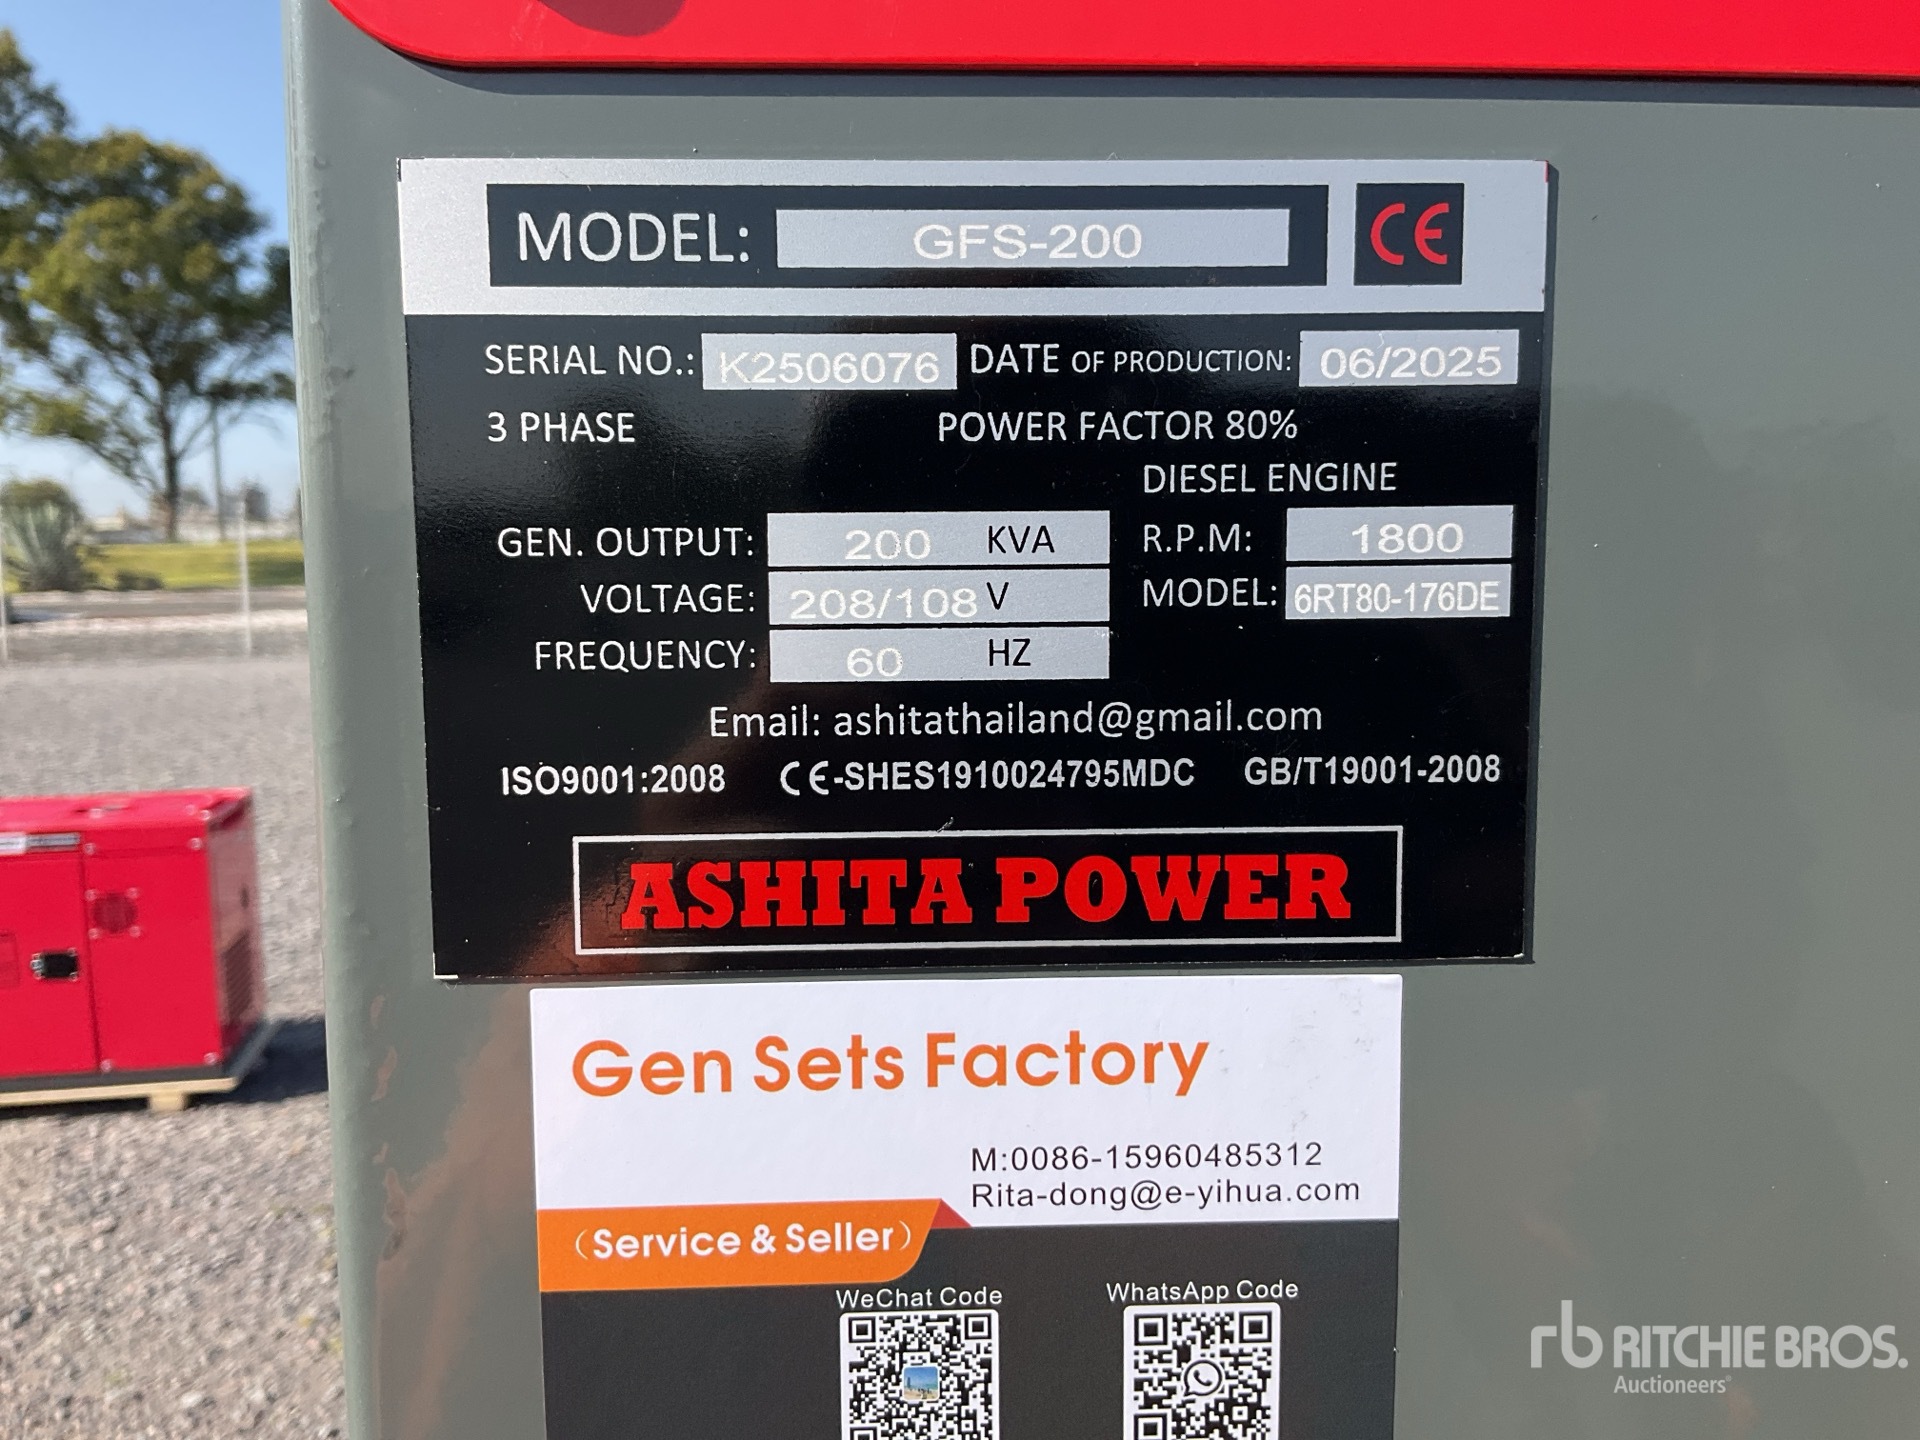 MODEL: GFS-200 CE
SERIAL NO.: K2506076 DATE OF PRODUCTION: 06/2025
3 PHASE POWER FACTOR 80%
DIESEL ENGINE
GEN. OUTPUT: 200 KVA R.P.M: 1800
VOLTAGE: 208/108 V MODEL: 6RT80-176DE
FREQUENCY: 60 HZ
Email: ashitathailand@gmail.com
ISO9001:2008 CE-SHES1910024795MDC GB/T19001-2008
ASHITA POWER
Gen Sets Factory
M:0086-15960485312
Rita-dong@e-yihua.com
(Service & Seller)
WeChat Code WhatsApp Code
rb RITCHIE BROS.
Auctioneers